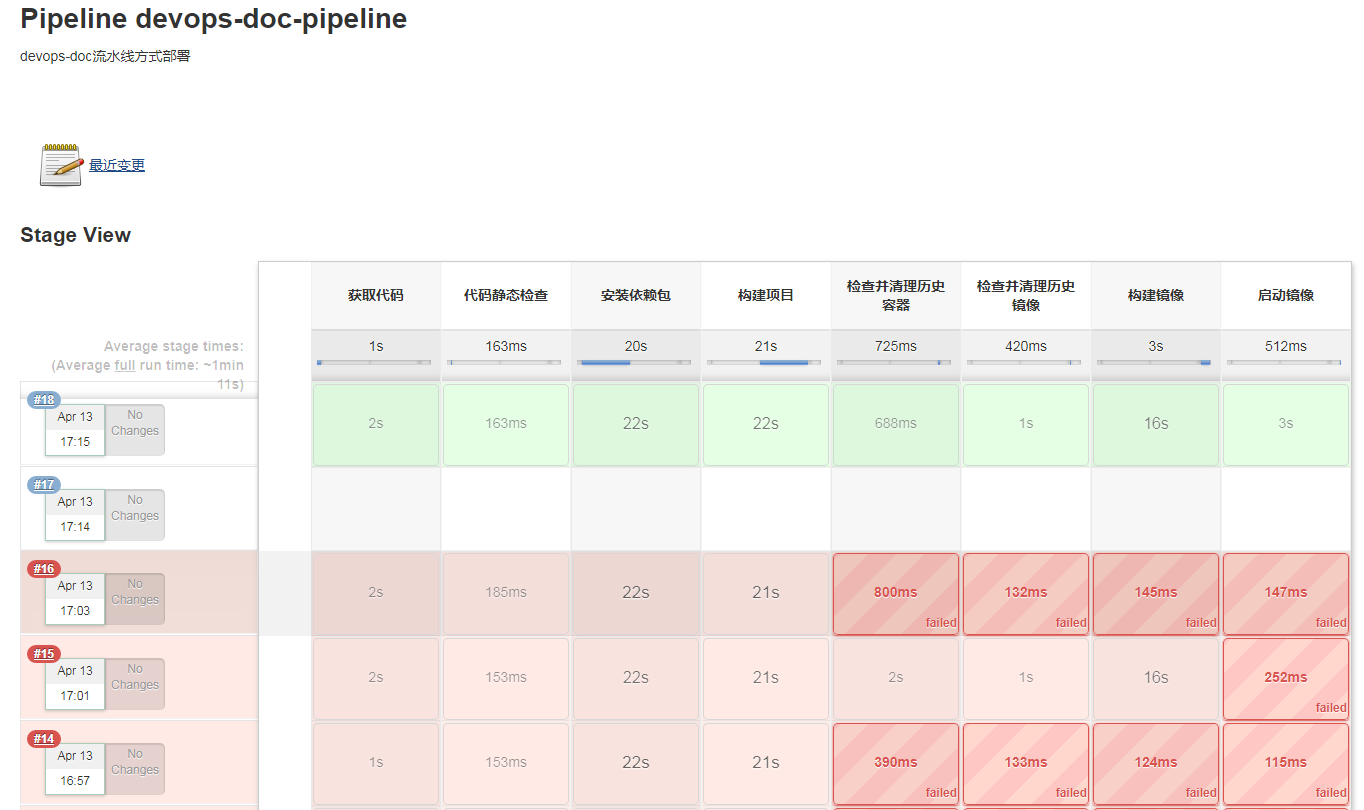 Pipeline devops-doc-pipeline
devops-doc流水线方式部署
最近变更
Stage View
获取代码 代码静态检查 安装依赖包 构建项目 检查并清理历史容器 检查并清理历史镜像 构建镜像 启动镜像
Average stage times: 1s 163ms 20s 21s 725ms 420ms 3s 512ms
(Average full run time: ~1min
11s)
#18
Apr 13 No Changes
17:15
2s 163ms 22s 22s 688ms 1s 16s 3s
#17
Apr 13 No Changes
17:14
#16
Apr 13 No Changes
17:03
2s 185ms 22s 21s 800ms 132ms 145ms 147ms
failed failed failed failed
#15
Apr 13 No Changes
17:01
2s 153ms 22s 21s 2s 1s 16s 252ms
failed
#14
Apr 13 No Changes
16:57
1s 153ms 22s 21s 390ms 133ms 124ms 115ms
failed failed failed failed